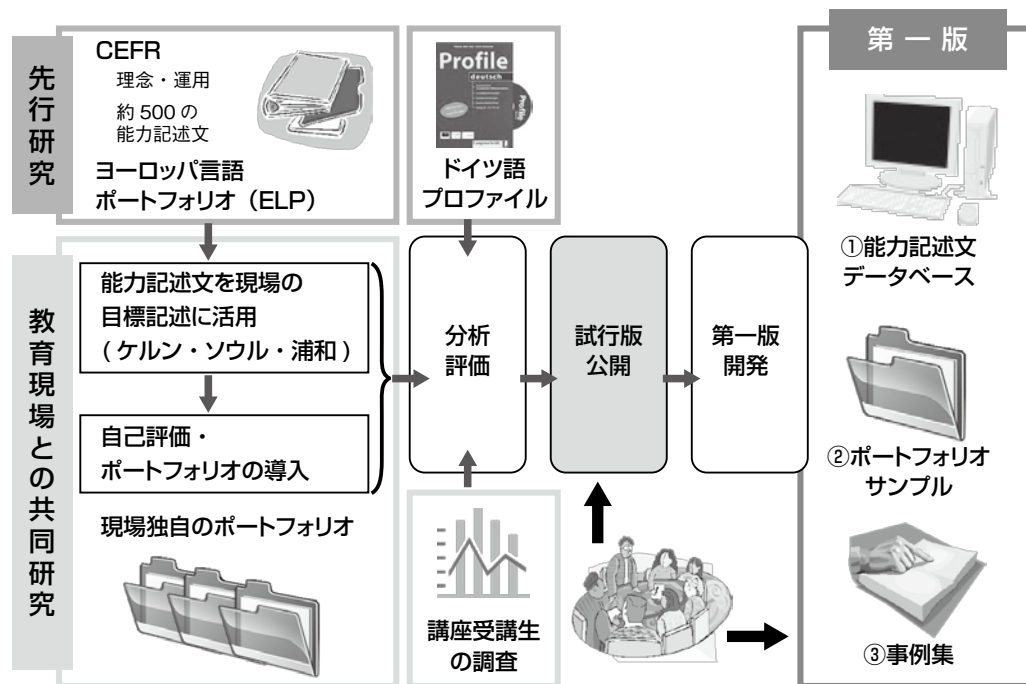 先行研究
CEFR
理念・運用
約 500 の
能力記述文
ヨーロッパ言語
ポートフォリオ（ELP）
Profile
deutsch
ドイツ語
プロファイル
教育現場との共同研究
能力記述文を現場の
目標記述に活用
( ケルン・ソウル・浦和 )
自己評価・
ポートフォリオの導入
現場独自のポートフォリオ
分析
評価
講座受講生
の調査
試行版
公開
第一版
開発
第 一 版
①能力記述文
データベース
②ポートフォリオ
サンプル
③事例集